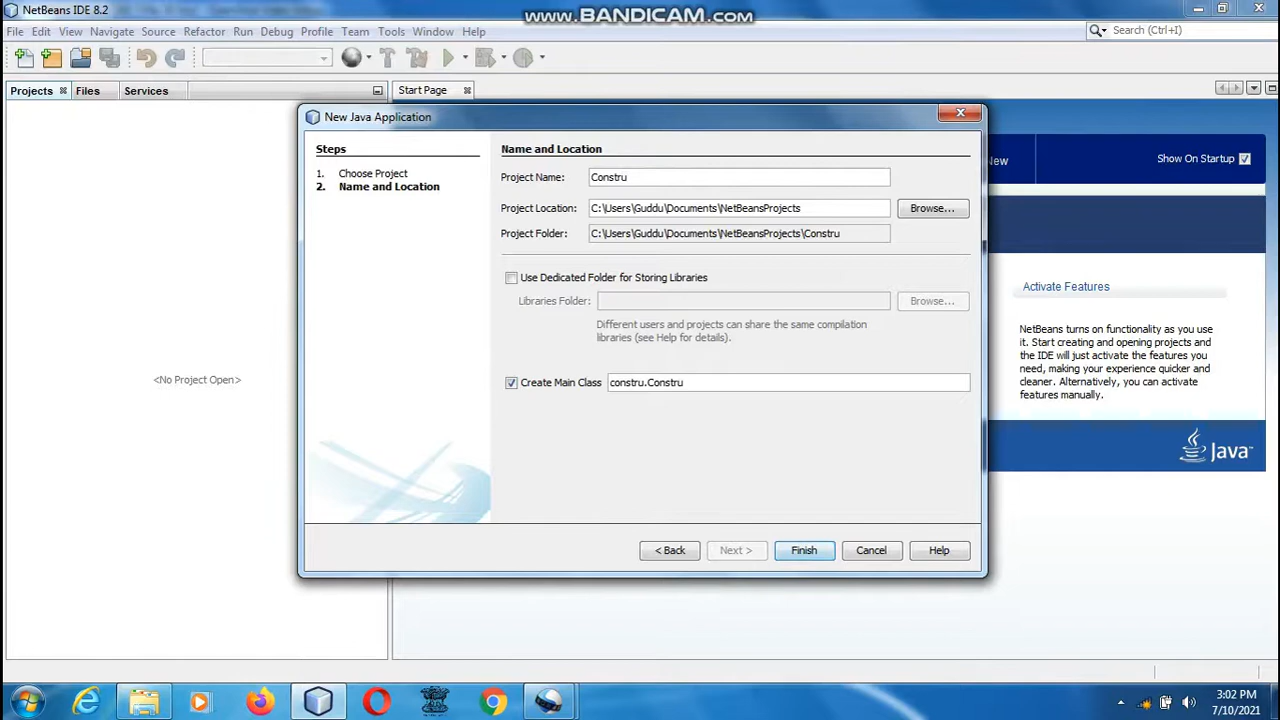 NetBeans IDE 8.2
www.BANDICAM.com
File Edit View Navigate Source Refactor Run Debug Profile Team Tools Window Help
Search (Ctrl+I)
Projects Files Services
Start Page
New Java Application
Steps
1. Choose Project
2. Name and Location
Name and Location
Project Name: Constru
Project Location: C:\Users\Guddu\Documents\NetBeansProjects Browse...
Project Folder: C:\Users\Guddu\Documents\NetBeansProjects\Constru
Use Dedicated Folder for Storing Libraries
Libraries Folder: Browse...
Different users and projects can share the same compilation
libraries (see Help for details).
Create Main Class constru.Constru
< Back Next > Finish Cancel Help
<No Project Open>
New
Show On Startup
Activate Features
NetBeans turns on functionality as you use
it. Start creating and opening projects and
the IDE will just activate the features you
need, making your experience quicker and
cleaner. Alternatively, you can activate
features manually.
Java
3:02 PM
7/10/2021